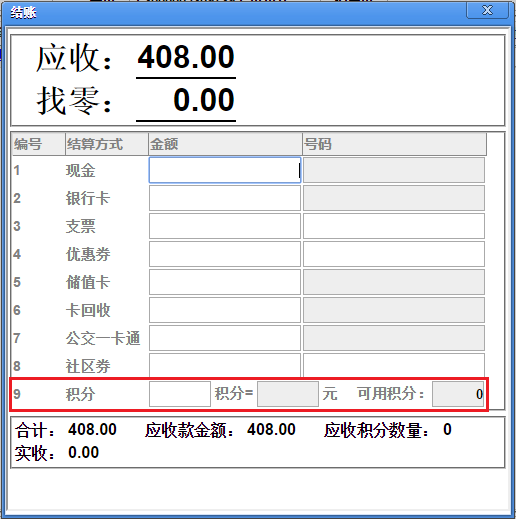 结账
应收：408.00
找零：0.00
编号 结算方式 金额 号码
1 现金
2 银行卡
3 支票
4 优惠券
5 储值卡
6 卡回收
7 公交一卡通
8 社区券
9 积分 积分= 元 可用积分：0
合计：408.00 应收款金额：408.00 应收积分数量：0
实收：0.00